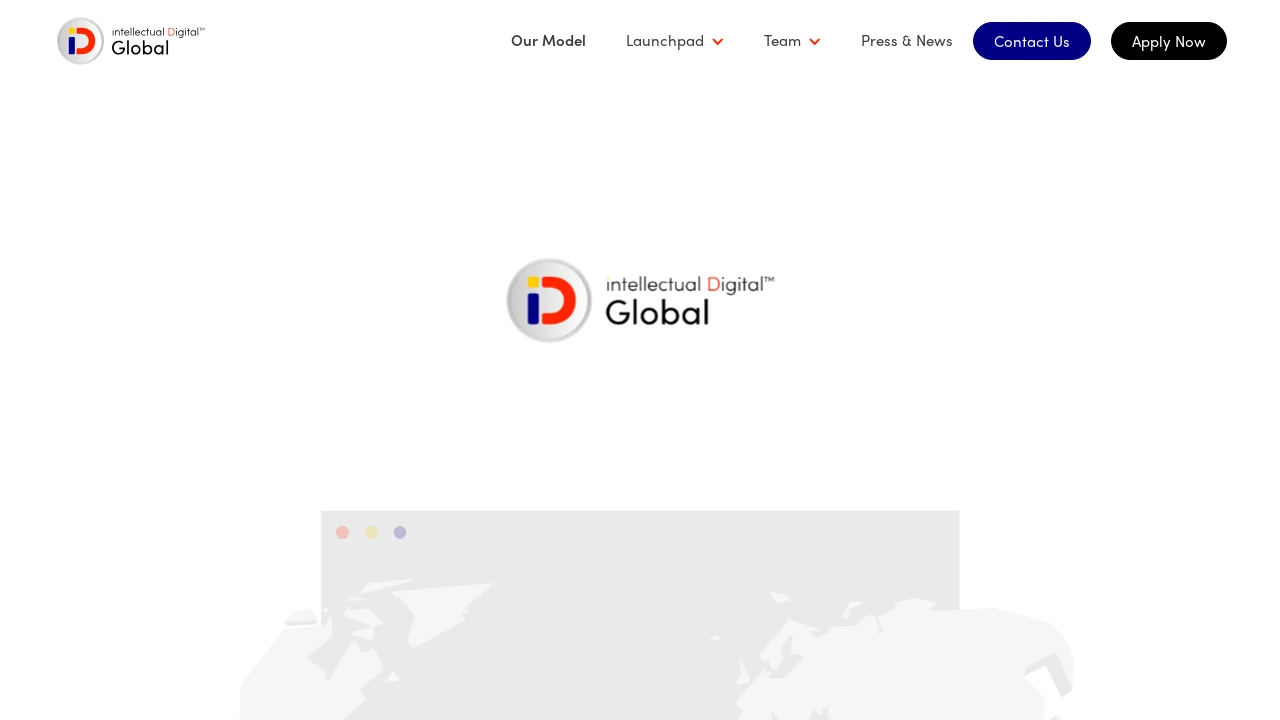 intellectual Digital™
Global
Our Model
Launchpad
Team
Press & News
Contact Us
Apply Now
intellectual Digital™
Global